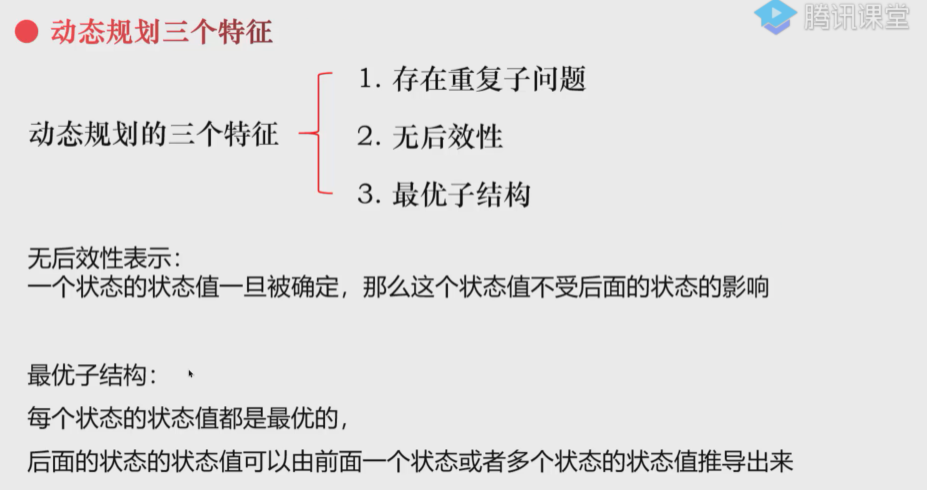 动态规划三个特征
腾讯课堂
1. 存在重复子问题
动态规划的三个特征
2. 无后效性
3. 最优子结构
无后效性表示：
一个状态的状态值一旦被确定，那么这个状态值不受后面的状态的影响
最优子结构：
每个状态的状态值都是最优的，
后面的状态的状态值可以由前面一个状态或者多个状态的状态值推导出来